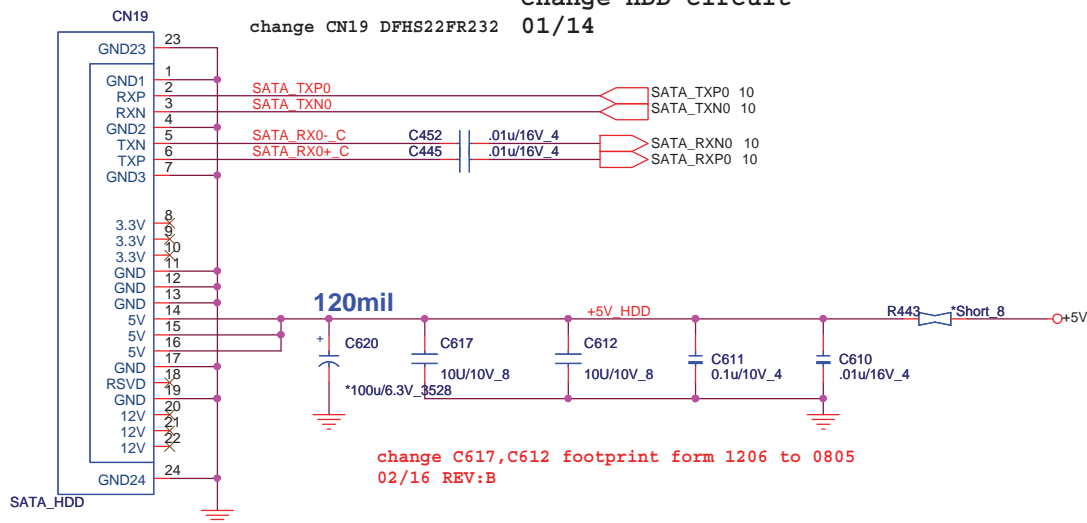 change HDD Circuit
CN19
change CN19 DFHS22FR232 01/14
GND23 23
GND1 1
RXP 2 SATA_TXP0 SATA_TXP0 10
RXN 3 SATA_TXN0 SATA_TXN0 10
GND2 4
TXN 5 SATA_RX0-_C C452 .01u/16V_4 SATA_RXN0 10
TXP 6 SATA_RX0+_C C445 .01u/16V_4 SATA_RXP0 10
GND3 7
3.3V 8
3.3V 9
3.3V 10
GND 11
GND 12
GND 13
120mil
5V 14 +5V_HDD R443 *Short_8 +5V
5V 15
5V 16
+ C620 C617 C612 C611 C610
*100u/6.3V_3528 10U/10V_8 10U/10V_8 0.1u/10V_4 .01u/16V_4
GND 17
RSVD 18
GND 19
12V 20
12V 21
12V 22
change C617,C612 footprint form 1206 to 0805
02/16 REV:B
GND24 24
SATA_HDD